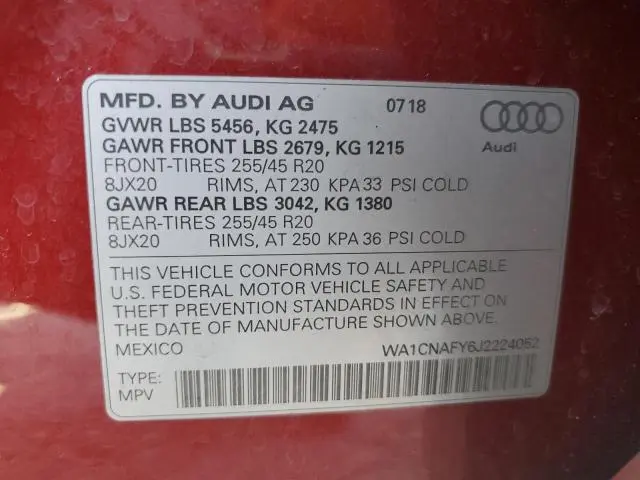 MFD. BY AUDI AG 0718
GVWR LBS 5456, KG 2475
GAWR FRONT LBS 2679, KG 1215
Audi
FRONT-TIRES 255/45 R20
8JX20 RIMS, AT 230 KPA 33 PSI COLD
GAWR REAR LBS 3042, KG 1380
REAR-TIRES 255/45 R20
8JX20 RIMS, AT 250 KPA 36 PSI COLD
THIS VEHICLE CONFORMS TO ALL APPLICABLE
U.S. FEDERAL MOTOR VEHICLE SAFETY AND
THEFT PREVENTION STANDARDS IN EFFECT ON
THE DATE OF MANUFACTURE SHOWN ABOVE.
MEXICO WA1CNAFY6J2224052
TYPE:
MPV